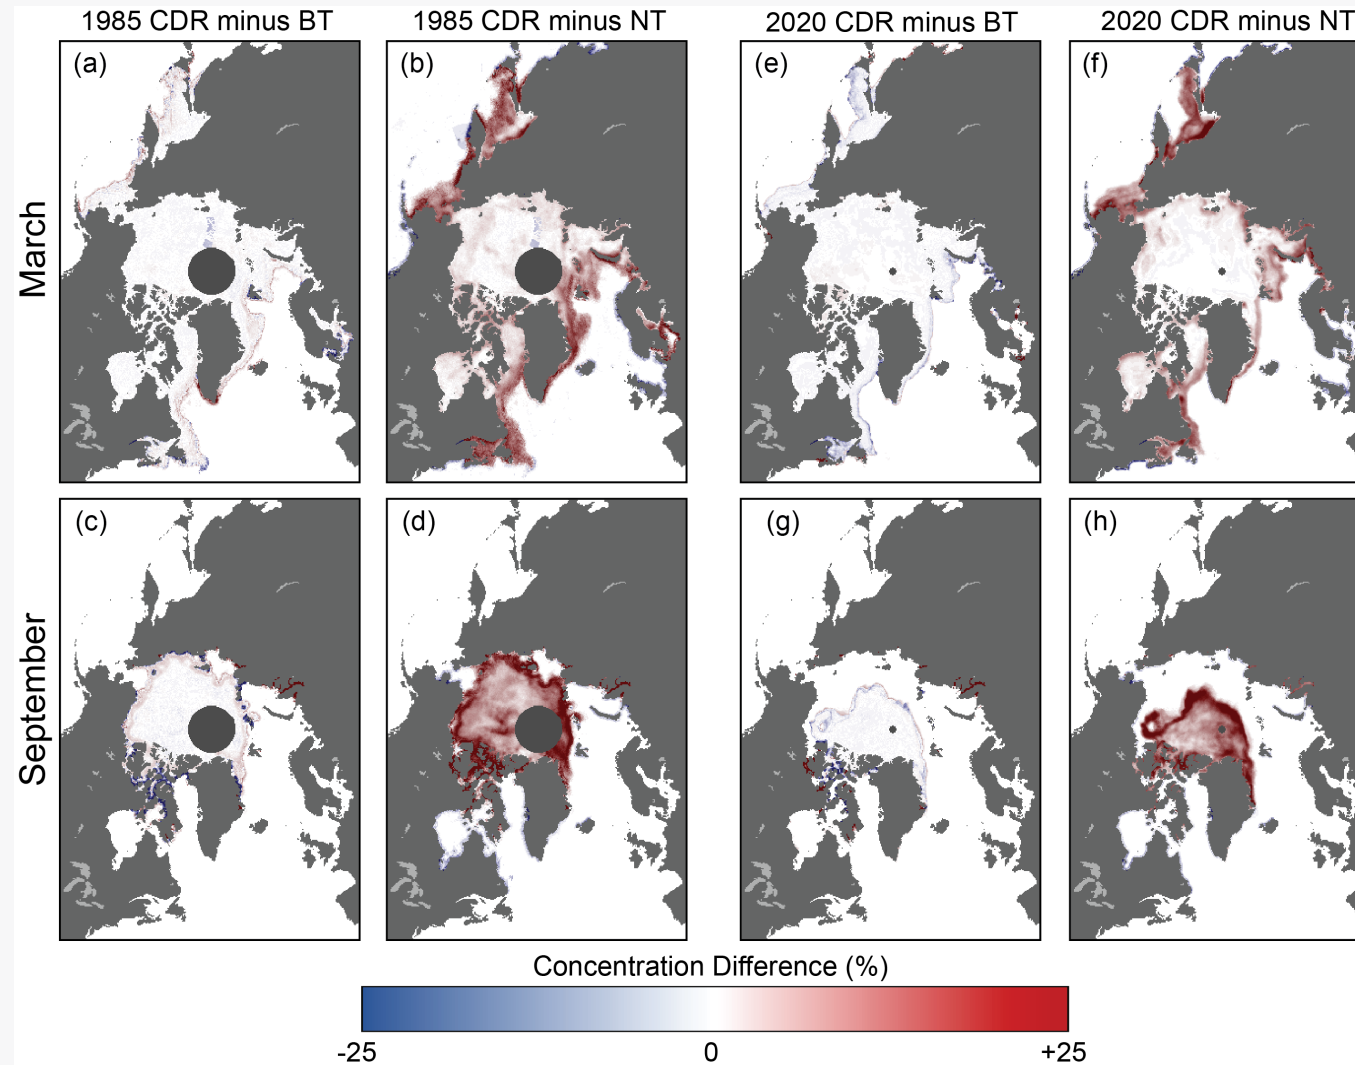 1985 CDR minus BT
1985 CDR minus NT
2020 CDR minus BT
2020 CDR minus NT
March
(a)
(b)
(e)
(f)
September
(c)
(d)
(g)
(h)
Concentration Difference (%)
-25
0
+25